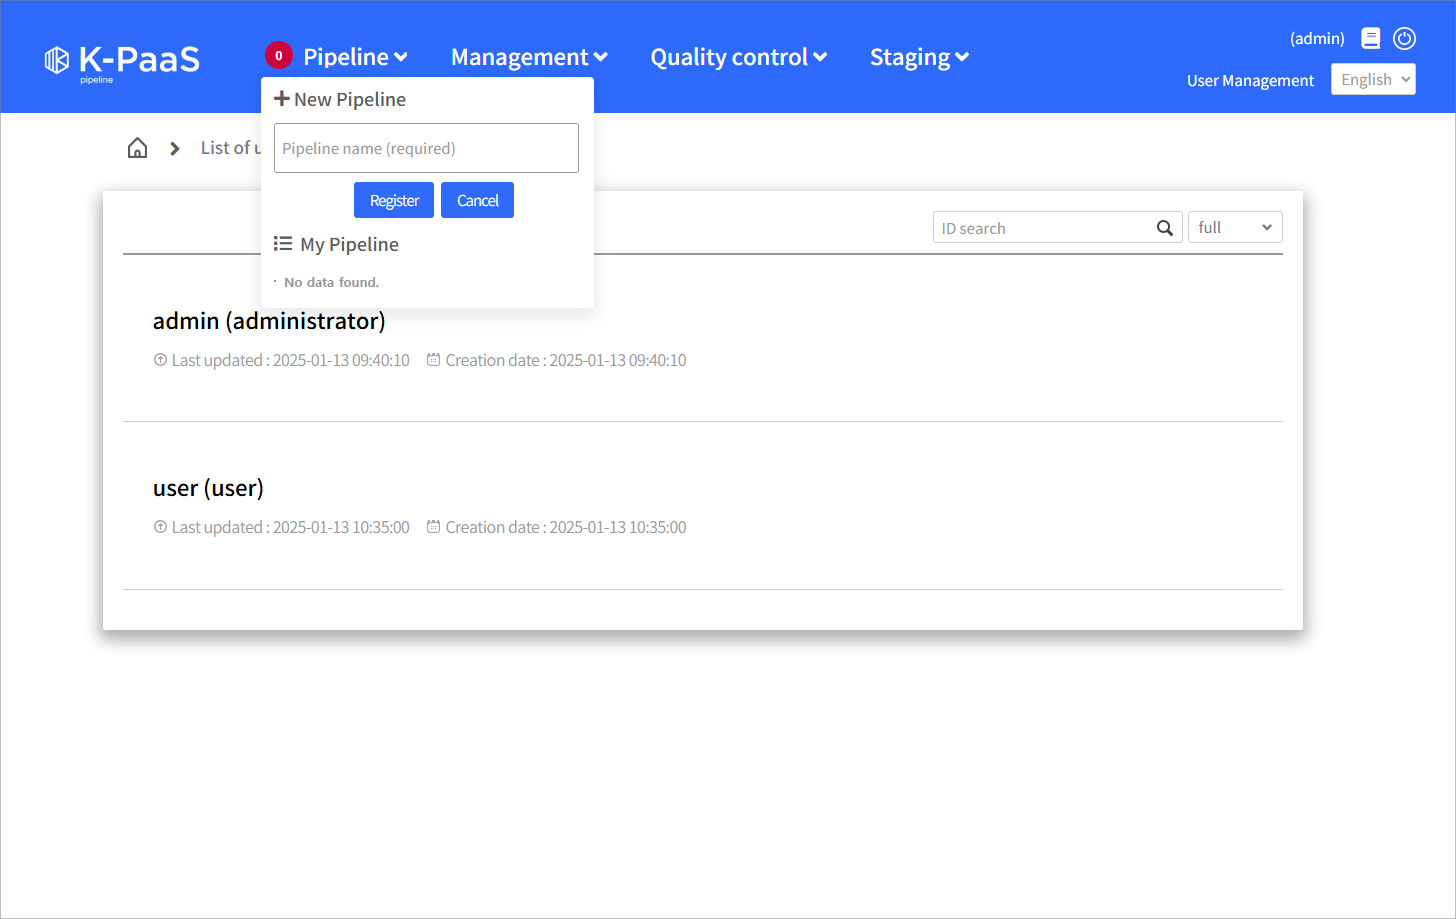 K-PaaS
pipeline
0 Pipeline Management Quality control Staging
(admin)
User Management English
New Pipeline
Pipeline name (required)
Register Cancel
My Pipeline
· No data found.
List of
ID search full
admin (administrator)
Last updated : 2025-01-13 09:40:10 Creation date : 2025-01-13 09:40:10
user (user)
Last updated : 2025-01-13 10:35:00 Creation date : 2025-01-13 10:35:00